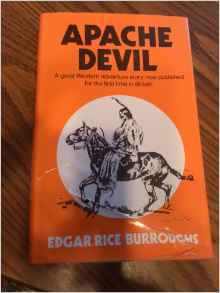 APACHE
DEVIL
A great Western adventure story now published
for the first time in Britain
EDGAR RICE BURROUGHS